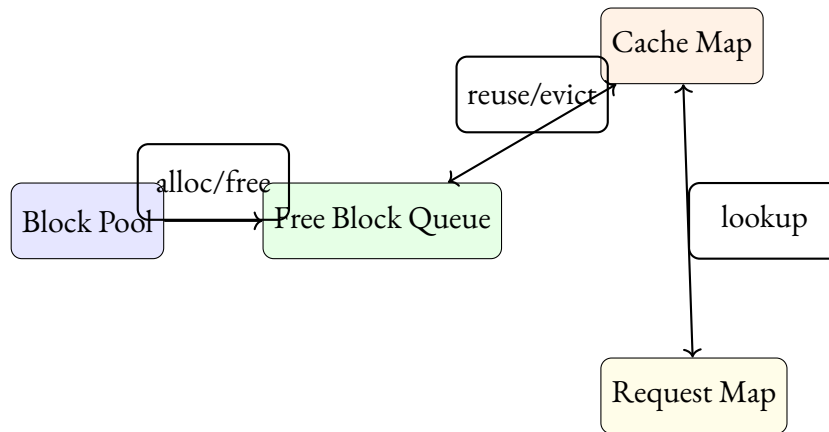 Cache Map
reuse/evict
alloc/free
Block Pool
Free Block Queue
lookup
Request Map